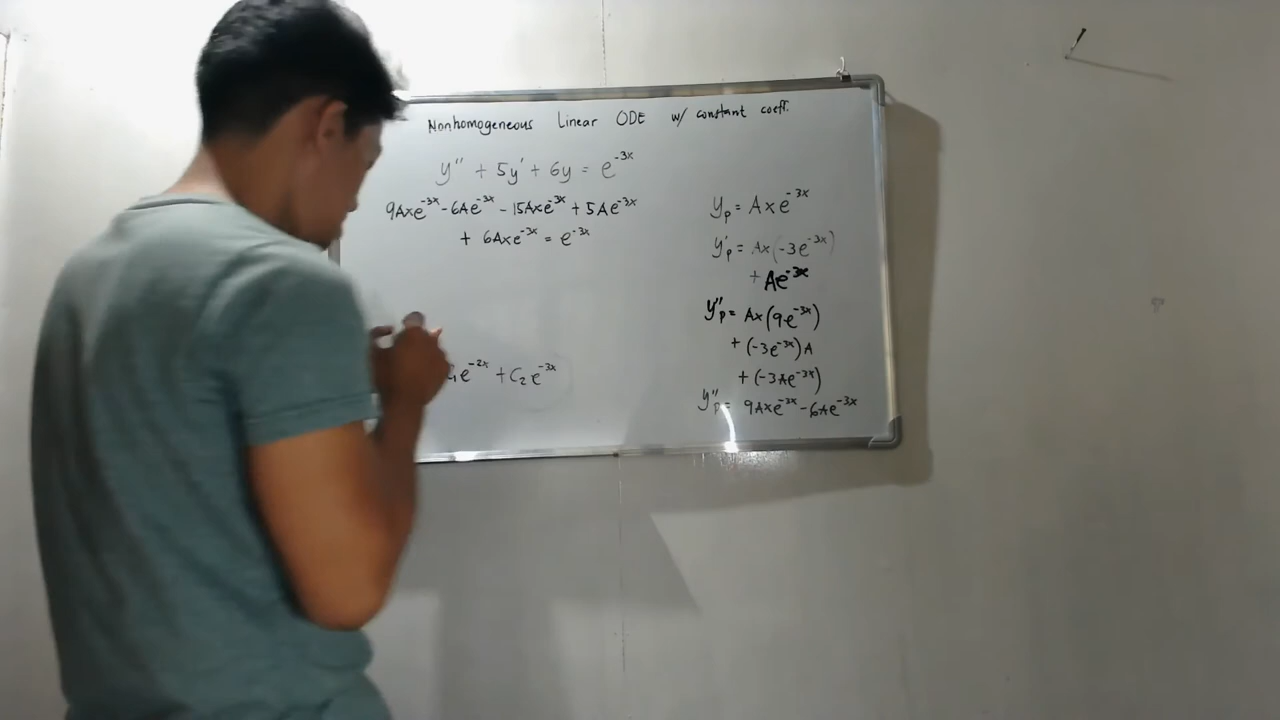 Nonhomogeneous Linear ODE w/ constant coeff.
y'' + 5y' + 6y = e^{-3x}
9Axe^{-3x} - 6Ae^{-3x} - 15Axe^{-3x} + 5Ae^{-3x}
+ 6Axe^{-3x} = e^{-3x}
e^{-2x} + C_2e^{-3x}
y_p = Axe^{-3x}
y'_p = Ax(-3e^{-3x})
+ Ae^{-3x}
y''_p = Ax(9e^{-3x})
+ (-3e^{-3x})A
+ (-3Ae^{-3x})
y''_p = 9Axe^{-3x} - 6Ae^{-3x}